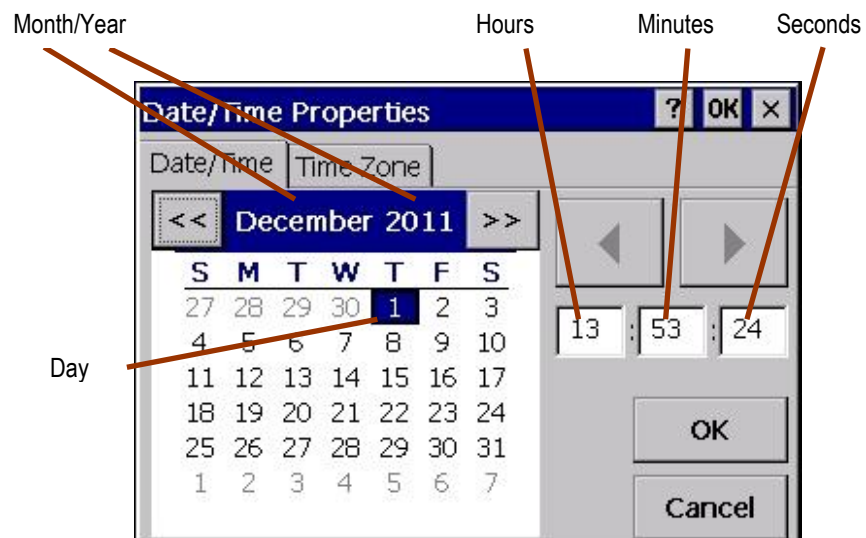 Month/Year Hours Minutes Seconds
Date/Time Properties ? OK ×
Date/Time Time Zone
<< December 2011 >>
S M T W T F S
27 28 29 30 1 2 3
13 : 53 : 24
4 5 6 7 8 9 10
Day
11 12 13 14 15 16 17
18 19 20 21 22 23 24
OK
25 26 27 28 29 30 31
1 2 3 4 5 6 7
Cancel